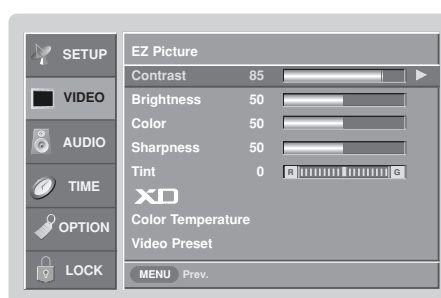 SETUP
VIDEO
AUDIO
TIME
OPTION
LOCK
EZ Picture
Contrast 85
Brightness 50
Color 50
Sharpness 50
Tint 0 R G
XD
Color Temperature
Video Preset
MENU Prev.